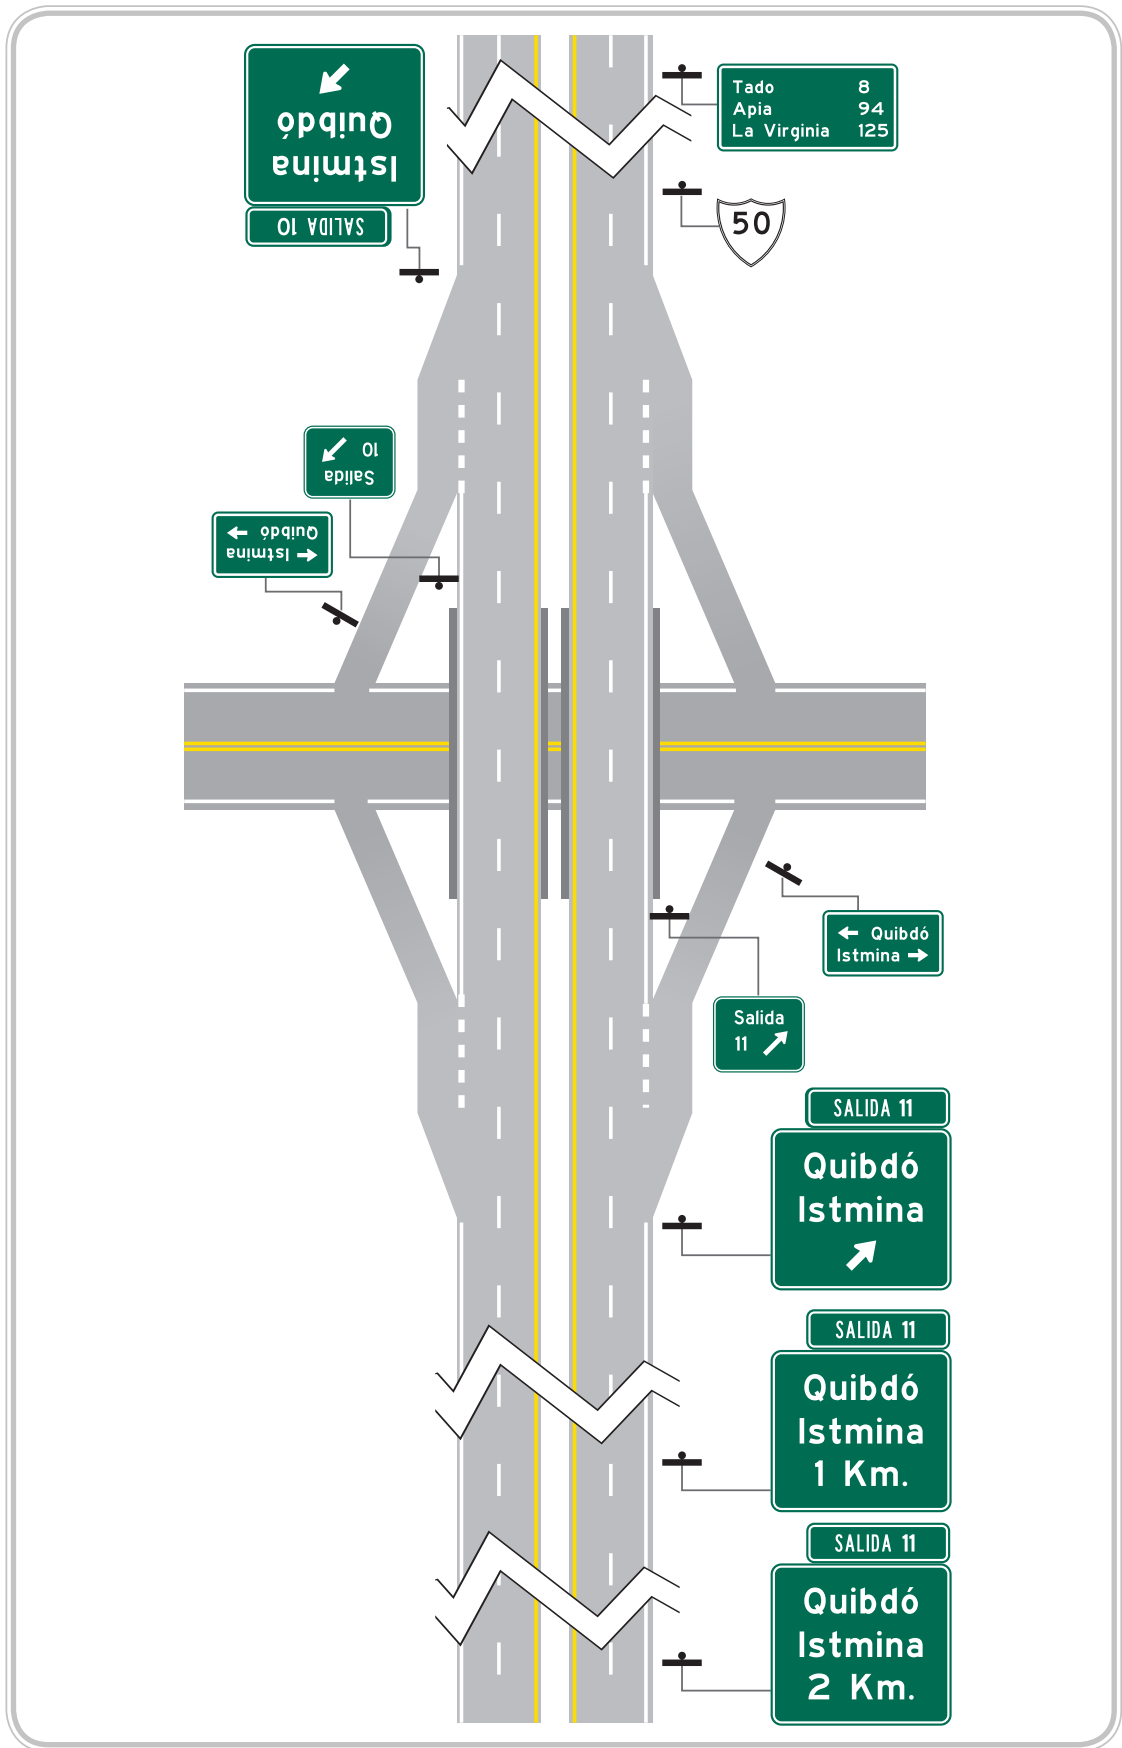 Istmina
Quibdó
SALIDA 10
Tado 8
Apia 94
La Virginia 125
50
Salida
10
Istmina
Quibdó
Quibdó
Istmina
Salida
11
SALIDA 11
Quibdó
Istmina
SALIDA 11
Quibdó
Istmina
1 Km.
SALIDA 11
Quibdó
Istmina
2 Km.